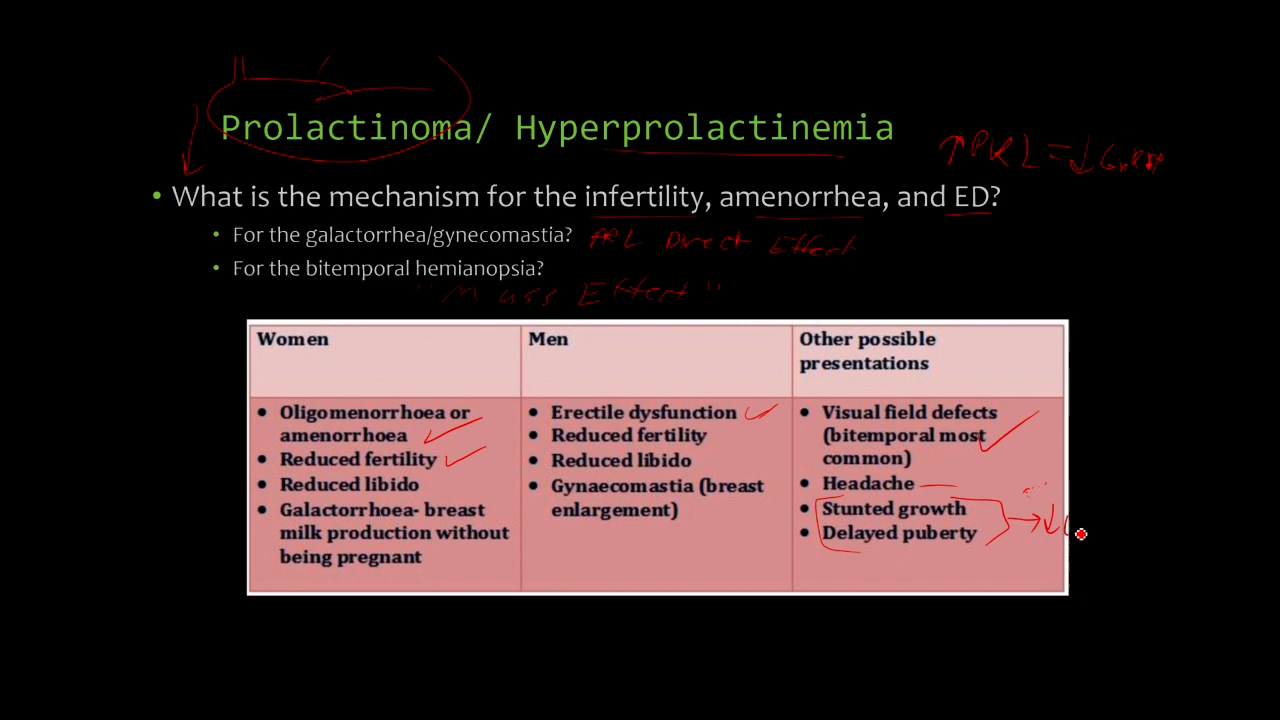 Prolactinoma/ Hyperprolactinemia
↑PRL = ↓GnRH
• What is the mechanism for the infertility, amenorrhea, and ED?
• For the galactorrhea/gynecomastia? PRL Direct Effect
• For the bitemporal hemianopsia?
"Mass Effect"
Women
• Oligomenorrhoea or
amenorrhoea
• Reduced fertility
• Reduced libido
• Galactorrhoea- breast
milk production without
being pregnant
Men
• Erectile dysfunction
• Reduced fertility
• Reduced libido
• Gynaecomastia (breast
enlargement)
Other possible
presentations
• Visual field defects
(bitemporal most
common)
• Headache
• Stunted growth
• Delayed puberty